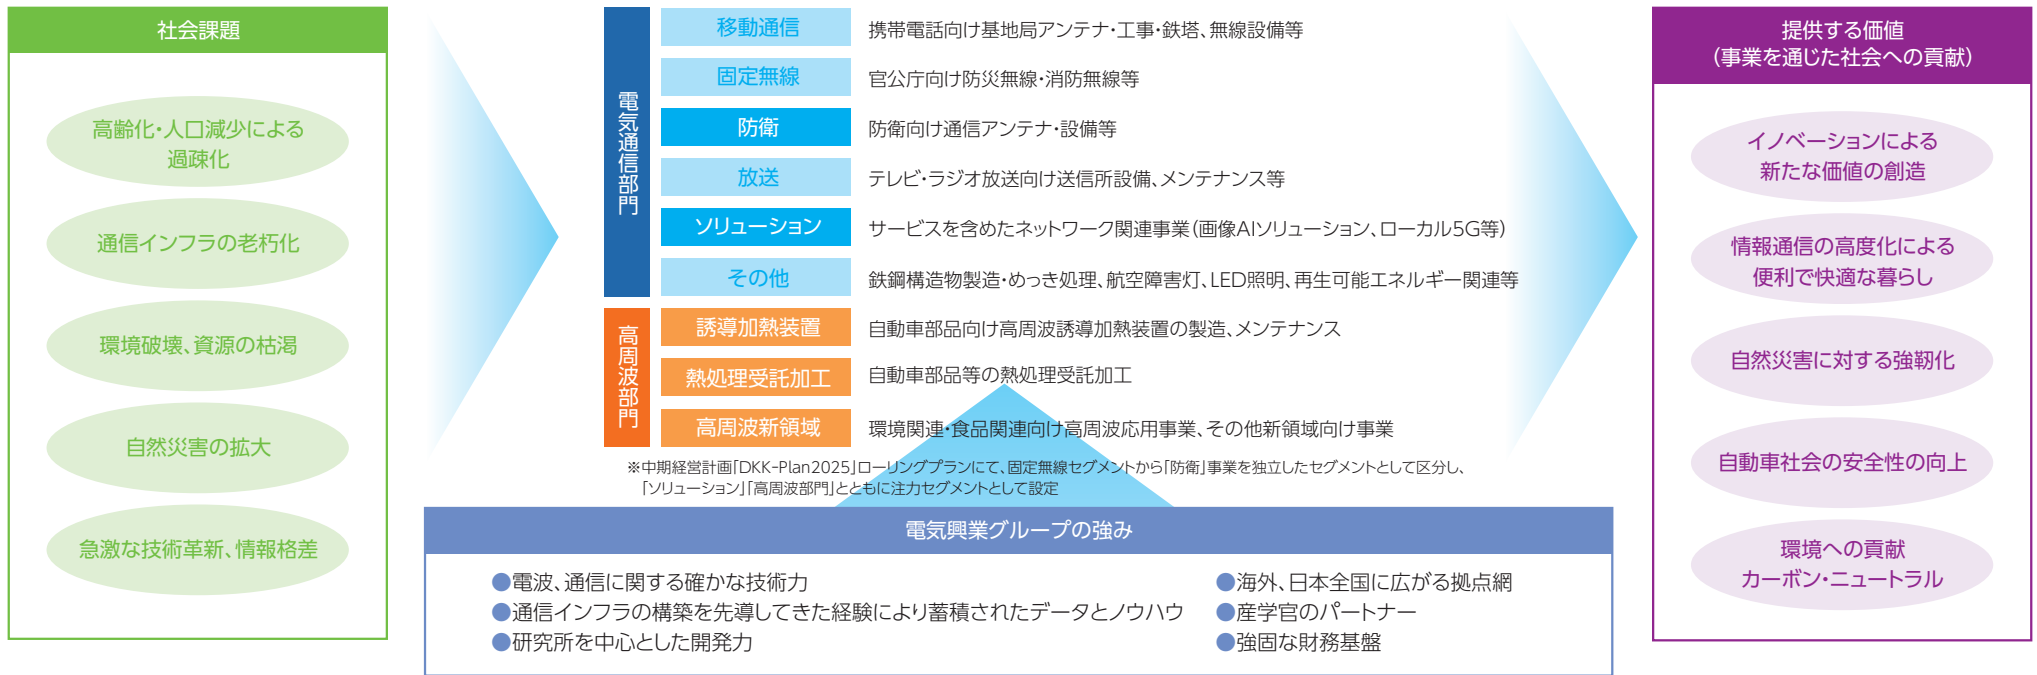 社会課題
高齢化・人口減少による
過疎化
通信インフラの老朽化
環境破壊、資源の枯渇
自然災害の拡大
急激な技術革新、情報格差
電気通信部門
移動通信 携帯電話向け基地局アンテナ・工事・鉄塔、無線設備等
固定無線 官公庁向け防災無線・消防無線等
防衛 防衛向け通信アンテナ・設備等
放送 テレビ・ラジオ放送向け送信所設備、メンテナンス等
ソリューション サービスを含めたネットワーク関連事業（画像AIソリューション、ローカル5G等）
その他 鉄鋼構造物製造・めっき処理、航空障害灯、LED照明、再生可能エネルギー関連等
高周波部門
誘導加熱装置 自動車部品向け高周波誘導加熱装置の製造、メンテナンス
熱処理受託加工 自動車部品等の熱処理受託加工
高周波新領域 環境関連・食品関連向け高周波応用事業、その他新領域向け事業
※中期経営計画「DKK-Plan2025」ローリングプランにて、固定無線セグメントから「防衛」事業を独立したセグメントとして区分し、
「ソリューション」「高周波部門」とともに注力セグメントとして設定
電気興業グループの強み
●電波、通信に関する確かな技術力
●通信インフラの構築を先導してきた経験により蓄積されたデータとノウハウ
●研究所を中心とした開発力
●海外、日本全国に広がる拠点網
●産学官のパートナー
●強固な財務基盤
提供する価値
（事業を通じた社会への貢献）
イノベーションによる
新たな価値の創造
情報通信の高度化による
便利で快適な暮らし
自然災害に対する強靭化
自動車社会の安全性の向上
環境への貢献
カーボン・ニュートラル